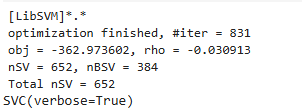 [LibSVM]*.*
optimization finished, #iter = 831
obj = -362.973602, rho = -0.030913
nSV = 652, nBSV = 384
Total nSV = 652
SVC(verbose=True)